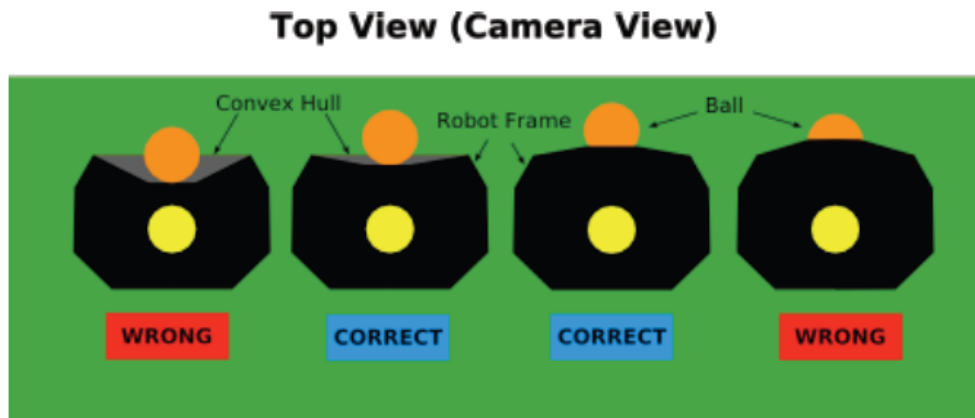 Top View (Camera View)
Convex Hull
Robot Frame
Ball
WRONG
CORRECT
CORRECT
WRONG